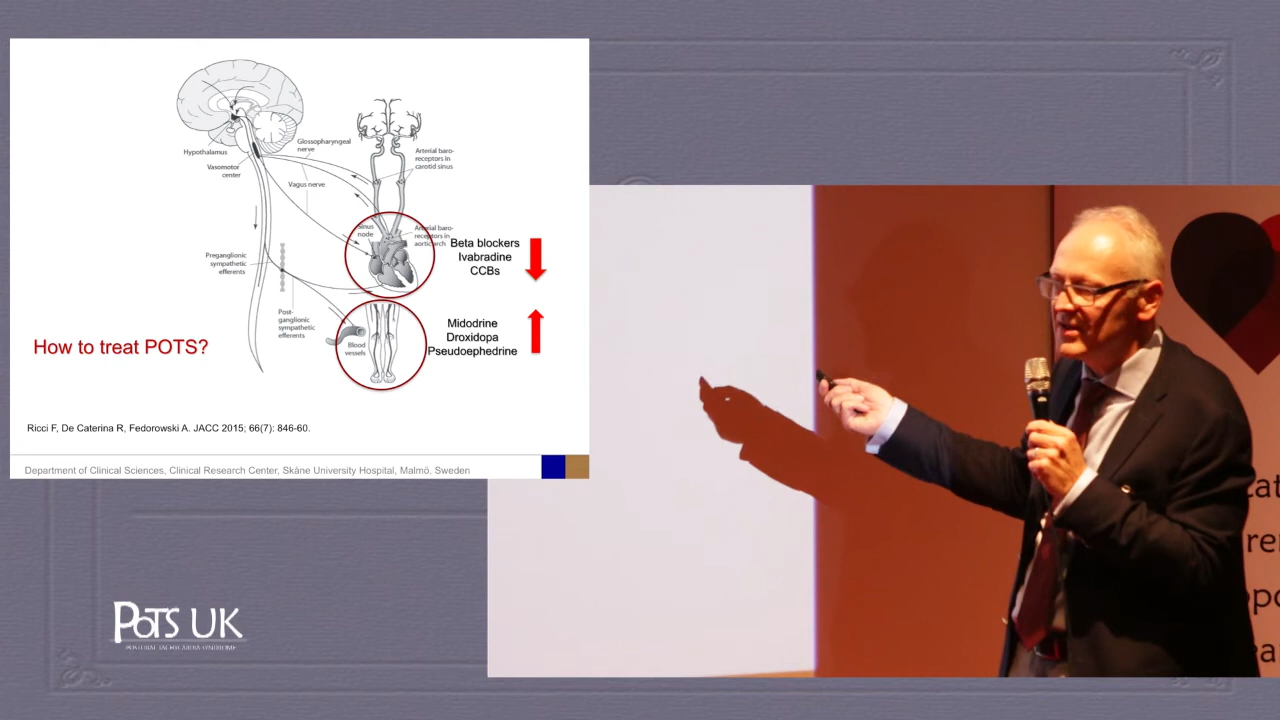 Hypothalamus
Vasomotor
center
Glossopharyngeal
nerve
Vagus nerve
Arterial baro-
receptors in
carotid sinus
Sinus
node
Arterial baro-
receptors in
aortic arch
Beta blockers
Ivabradine
CCBs
Preganglionic
sympathetic
efferents
Post-
ganglionic
sympathetic
efferents
Blood
vessels
Midodrine
Droxidopa
Pseudoephedrine
How to treat POTS?
Ricci F, De Caterina R, Fedorowski A. JACC 2015; 66(7): 846-60.
Department of Clinical Sciences, Clinical Research Center, Skåne University Hospital, Malmö, Sweden
PoTS UK
POSTURAL TACHYCARDIA SYNDROME